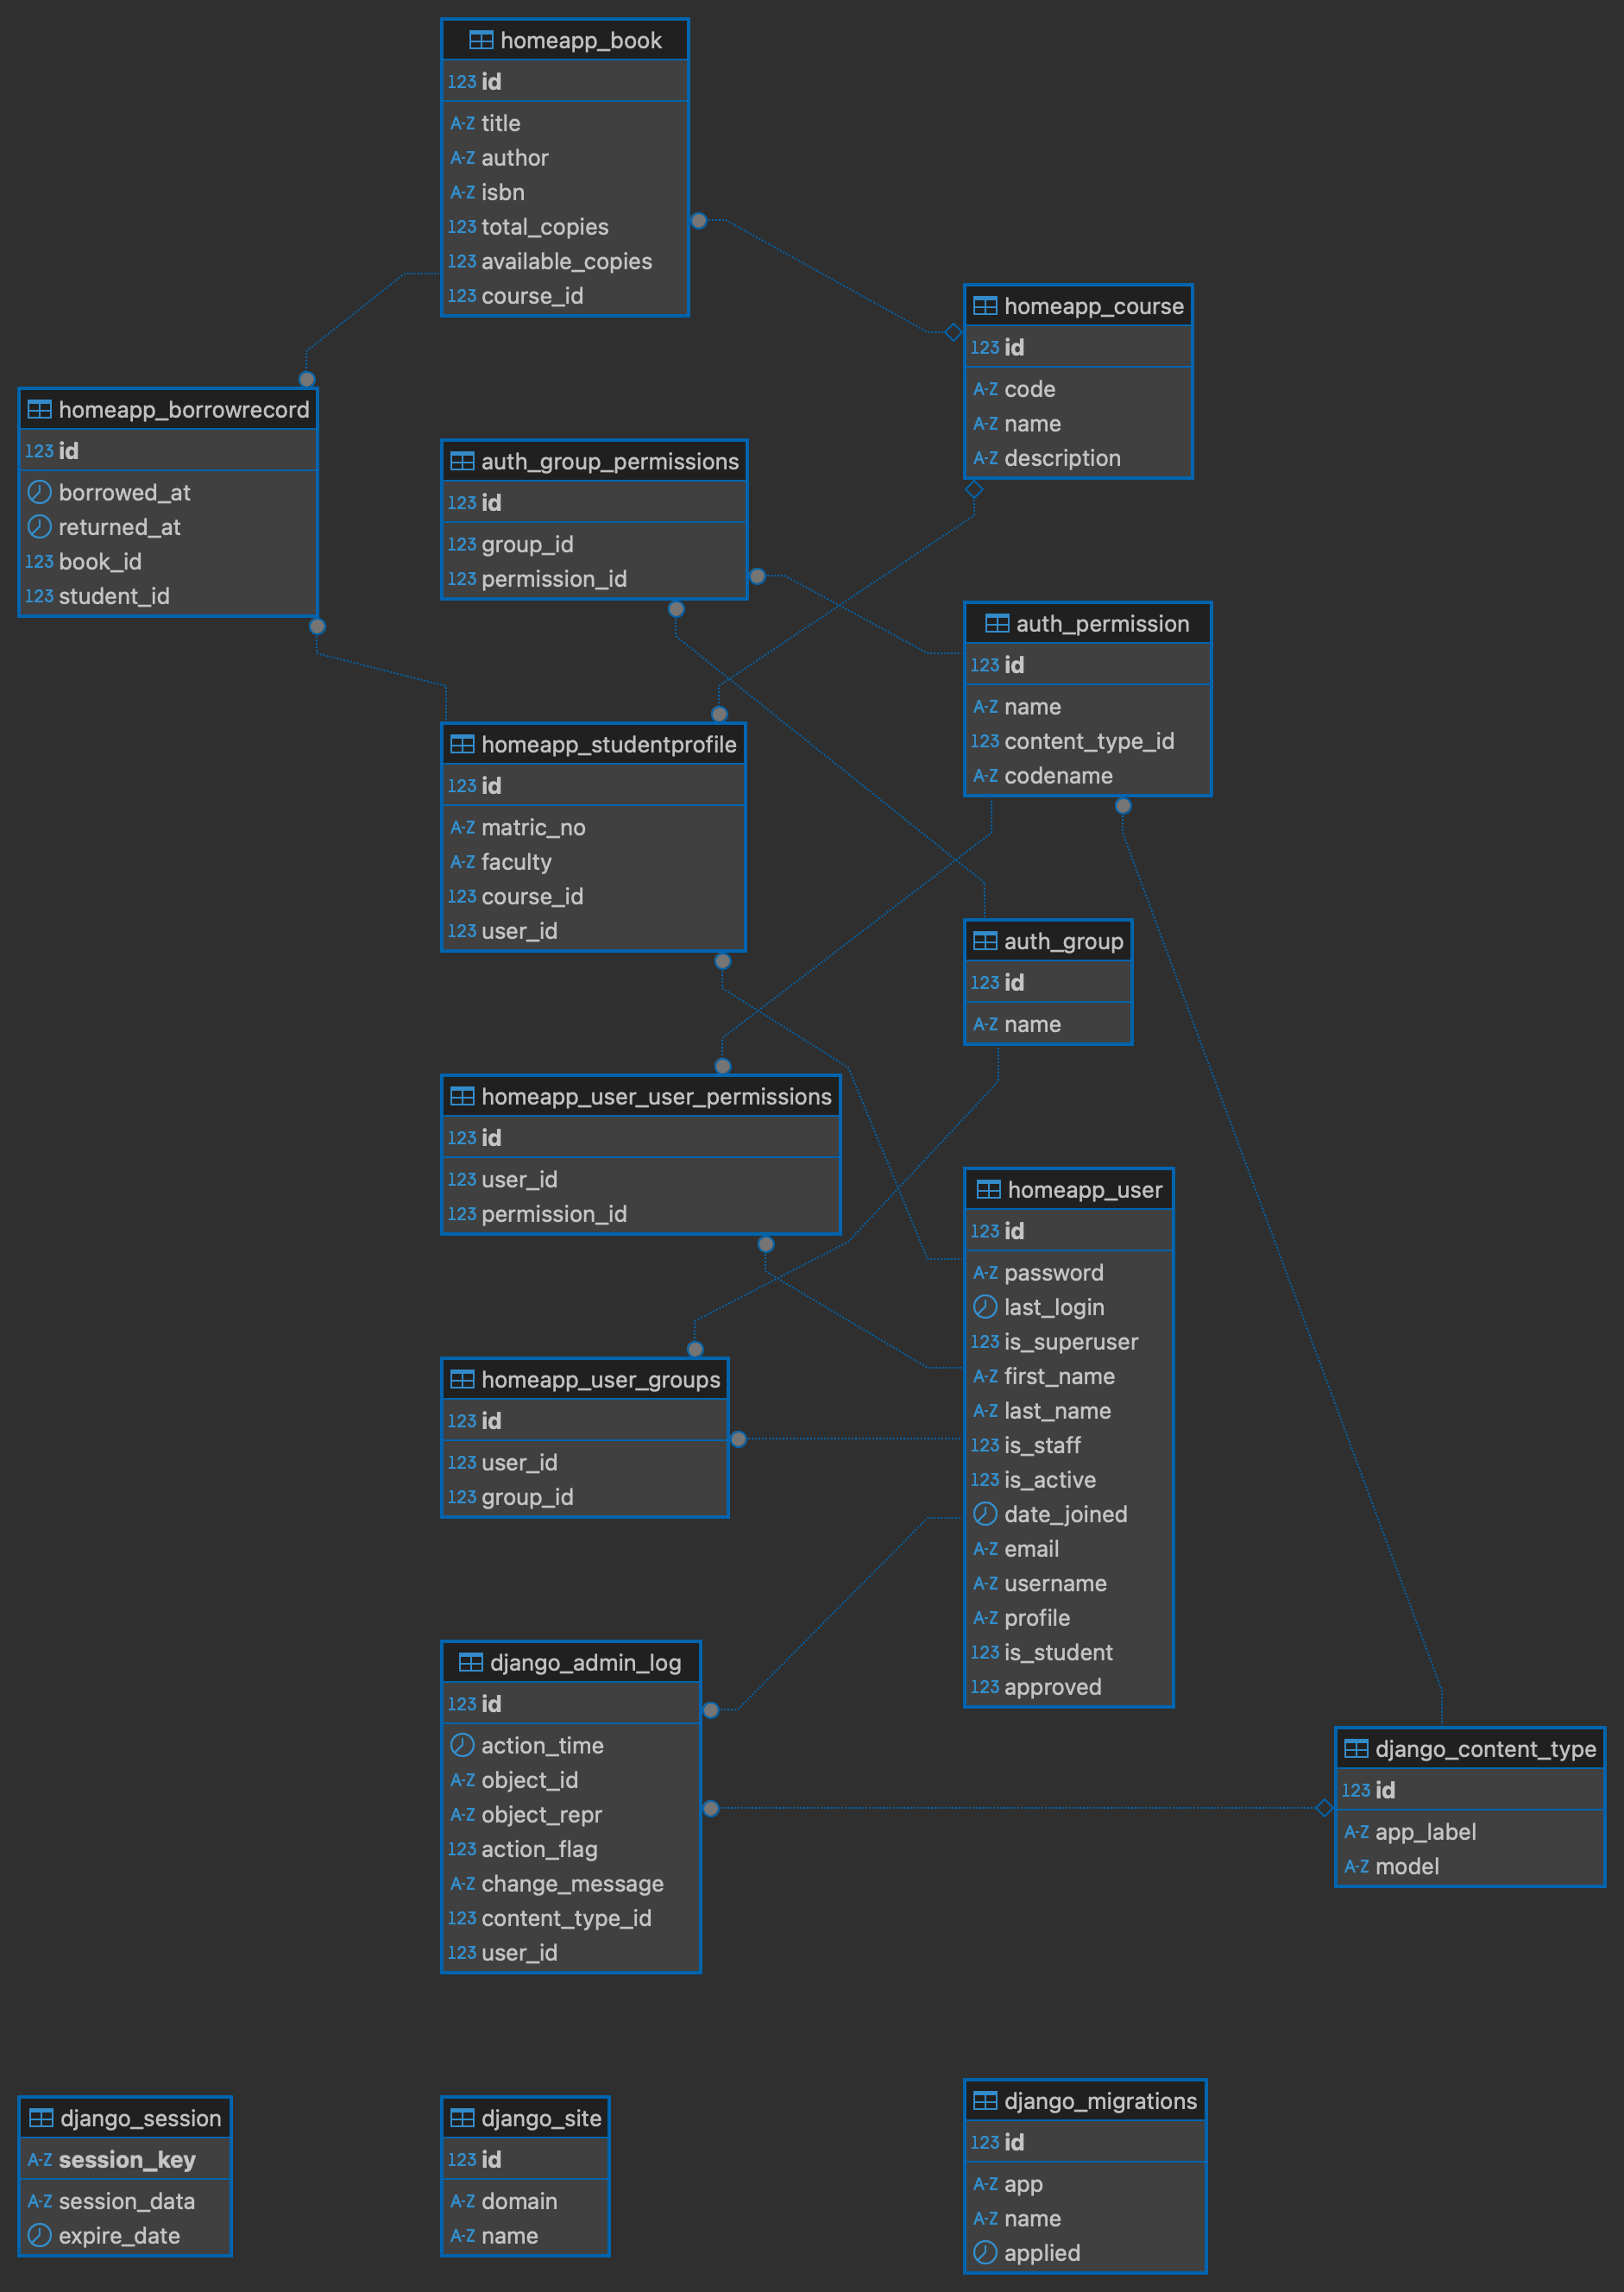 homeapp_book
123 id
A-Z title
A-Z author
A-Z isbn
123 total_copies
123 available_copies
123 course_id
homeapp_course
123 id
A-Z code
A-Z name
A-Z description
homeapp_borrowrecord
123 id
borrowed_at
returned_at
123 book_id
123 student_id
auth_group_permissions
123 id
123 group_id
123 permission_id
auth_permission
123 id
A-Z name
123 content_type_id
A-Z codename
homeapp_studentprofile
123 id
A-Z matric_no
A-Z faculty
123 course_id
123 user_id
auth_group
123 id
A-Z name
homeapp_user_user_permissions
123 id
123 user_id
123 permission_id
homeapp_user
123 id
A-Z password
last_login
123 is_superuser
A-Z first_name
A-Z last_name
123 is_staff
123 is_active
date_joined
A-Z email
A-Z username
A-Z profile
123 is_student
123 approved
homeapp_user_groups
123 id
123 user_id
123 group_id
django_admin_log
123 id
action_time
A-Z object_id
A-Z object_repr
123 action_flag
A-Z change_message
123 content_type_id
123 user_id
django_content_type
123 id
A-Z app_label
A-Z model
django_session
A-Z session_key
A-Z session_data
expire_date
django_site
123 id
A-Z domain
A-Z name
django_migrations
123 id
A-Z app
A-Z name
applied